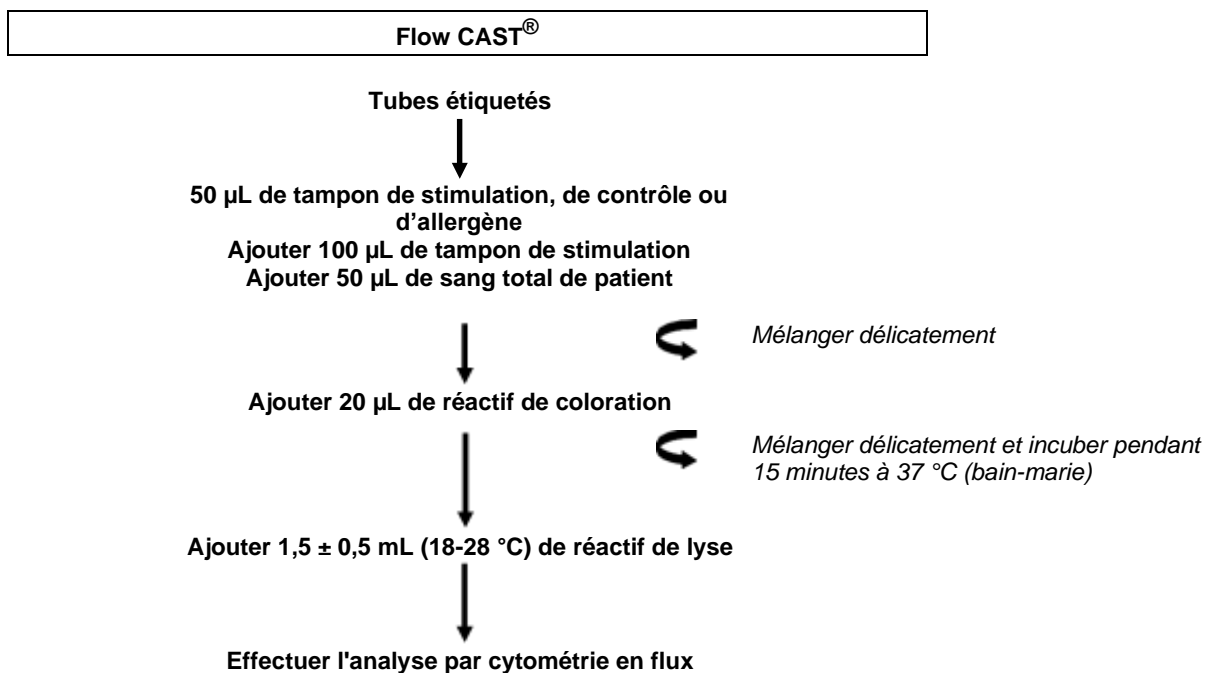 Flow CAST®
Tubes étiquetés
50 µL de tampon de stimulation, de contrôle ou
d’allergène
Ajouter 100 µL de tampon de stimulation
Ajouter 50 µL de sang total de patient
Mélanger délicatement
Ajouter 20 µL de réactif de coloration
Mélanger délicatement et incuber pendant
15 minutes à 37 °C (bain-marie)
Ajouter 1,5 ± 0,5 mL (18-28 °C) de réactif de lyse
Effectuer l'analyse par cytométrie en flux